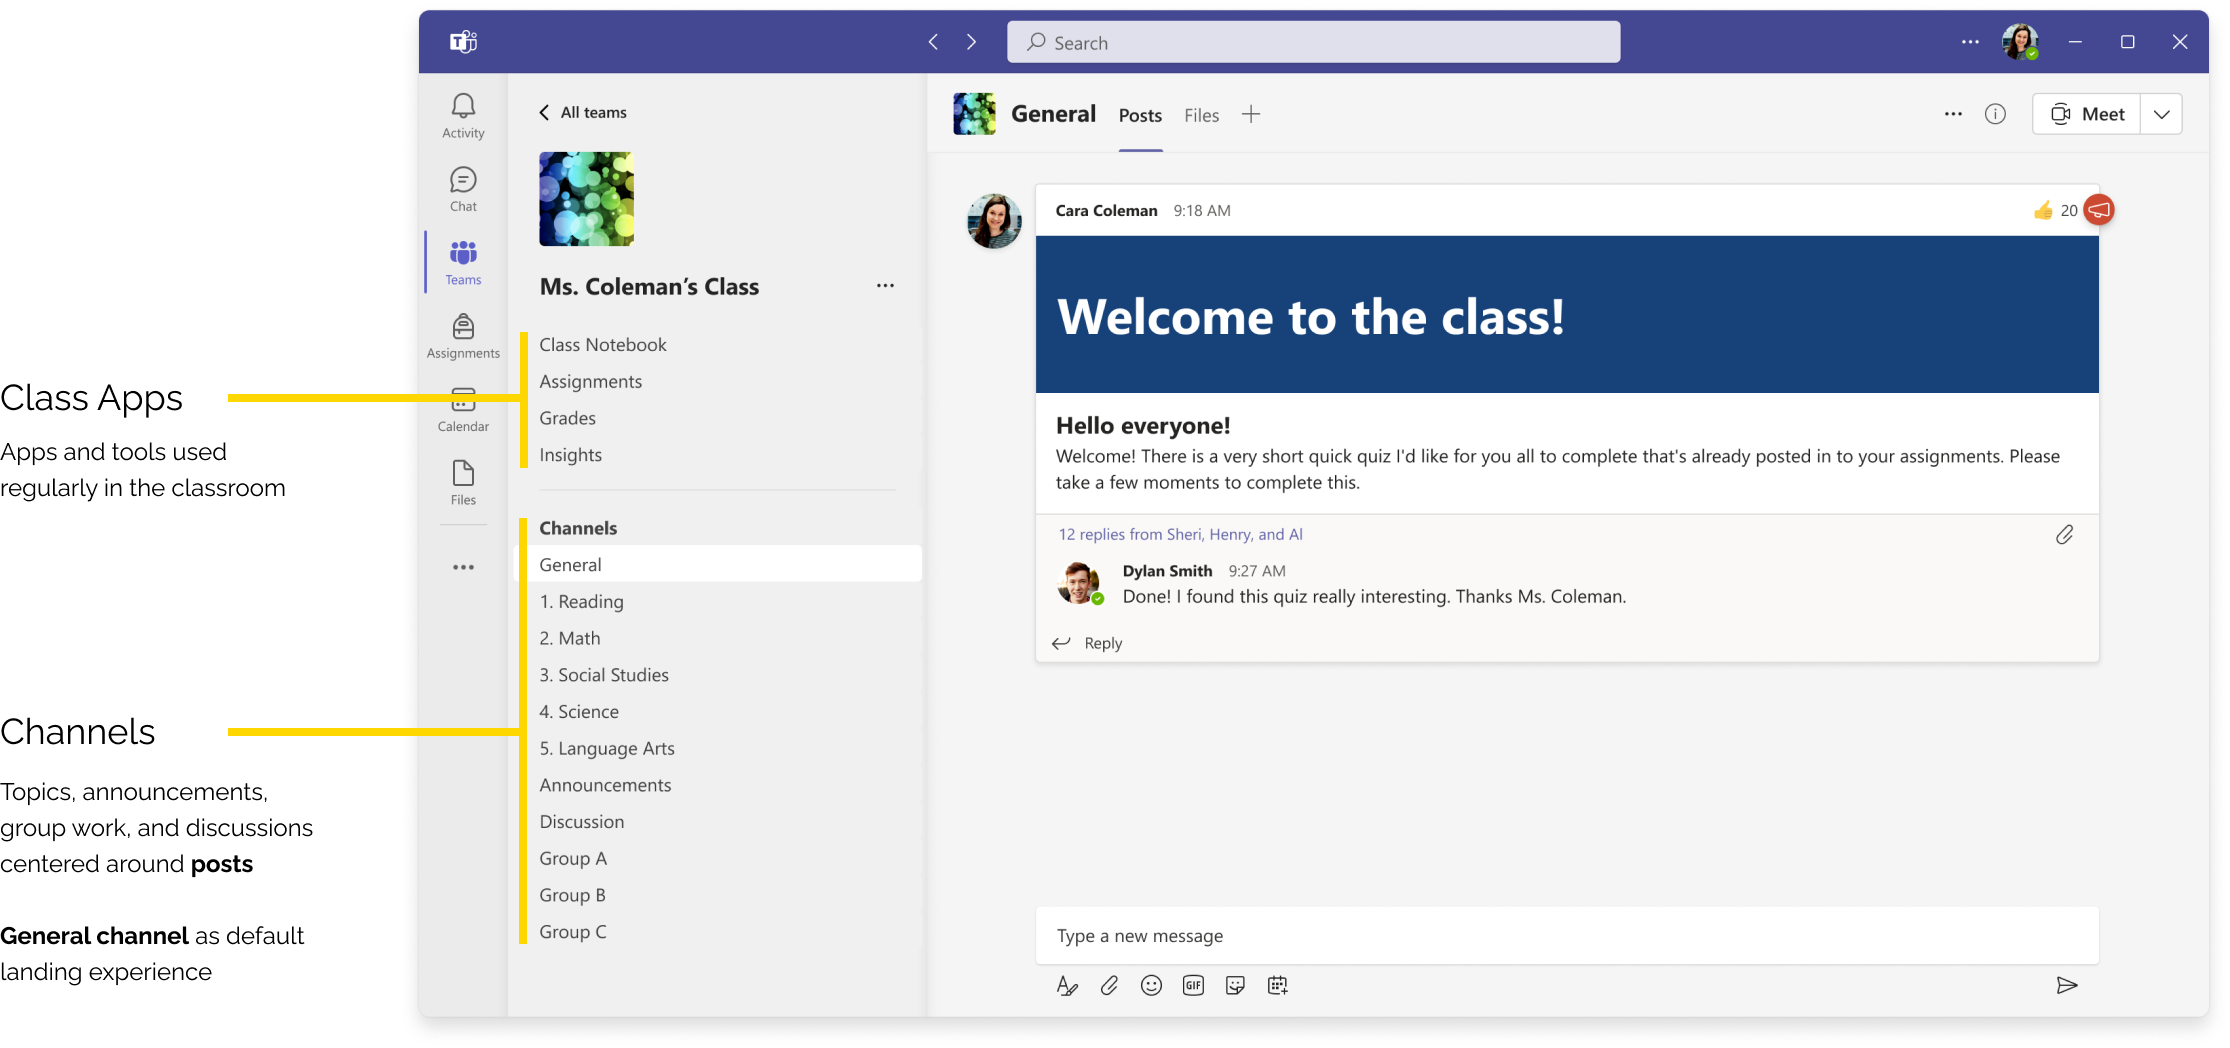 Search
Activity
Chat
Teams
Assignments
Calendar
Files
All teams
Ms. Coleman’s Class
Class Notebook
Assignments
Grades
Insights
Channels
General
1. Reading
2. Math
3. Social Studies
4. Science
5. Language Arts
Announcements
Discussion
Group A
Group B
Group C
General Posts Files
Meet
Cara Coleman 9:18 AM
20
Welcome to the class!
Hello everyone!
Welcome! There is a very short quick quiz I'd like for you all to complete that's already posted in to your assignments. Please
take a few moments to complete this.
12 replies from Sheri, Henry, and Al
Dylan Smith 9:27 AM
Done! I found this quiz really interesting. Thanks Ms. Coleman.
Reply
Type a new message
GIF
Class Apps
Apps and tools used
regularly in the classroom
Channels
Topics, announcements,
group work, and discussions
centered around posts
General channel as default
landing experience